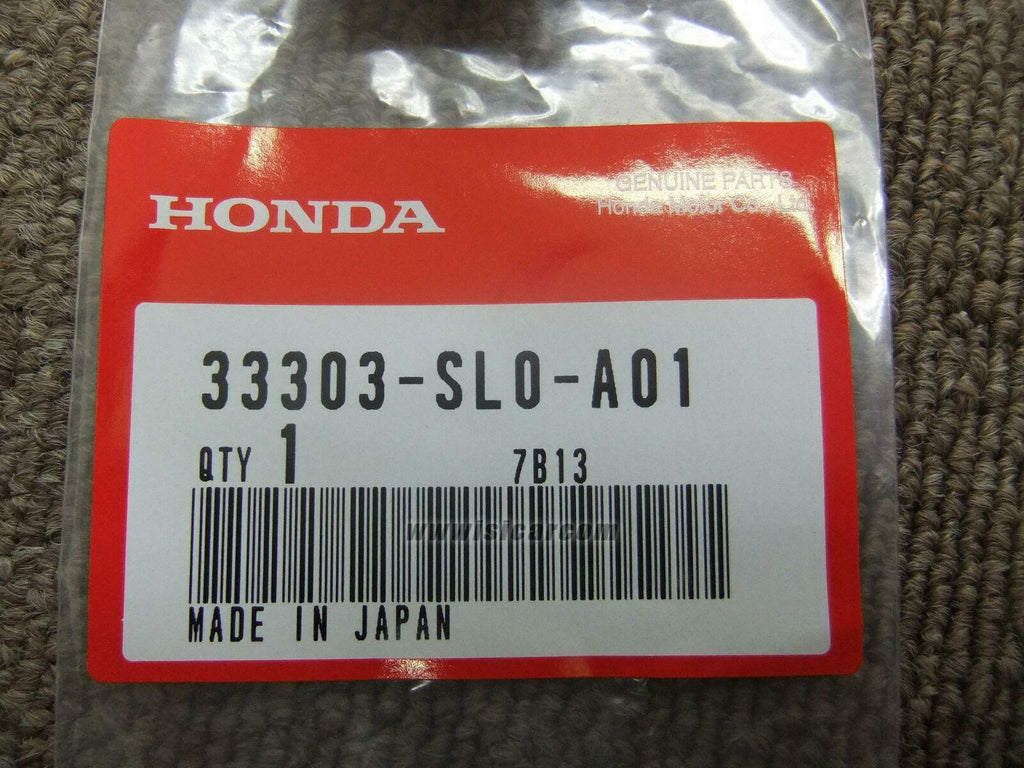 HONDA
GENUINE PARTS
Honda Motor Co., Ltd.
33303-SL0-A01
QTY 1 7B13
www.isicar.com
MADE IN JAPAN